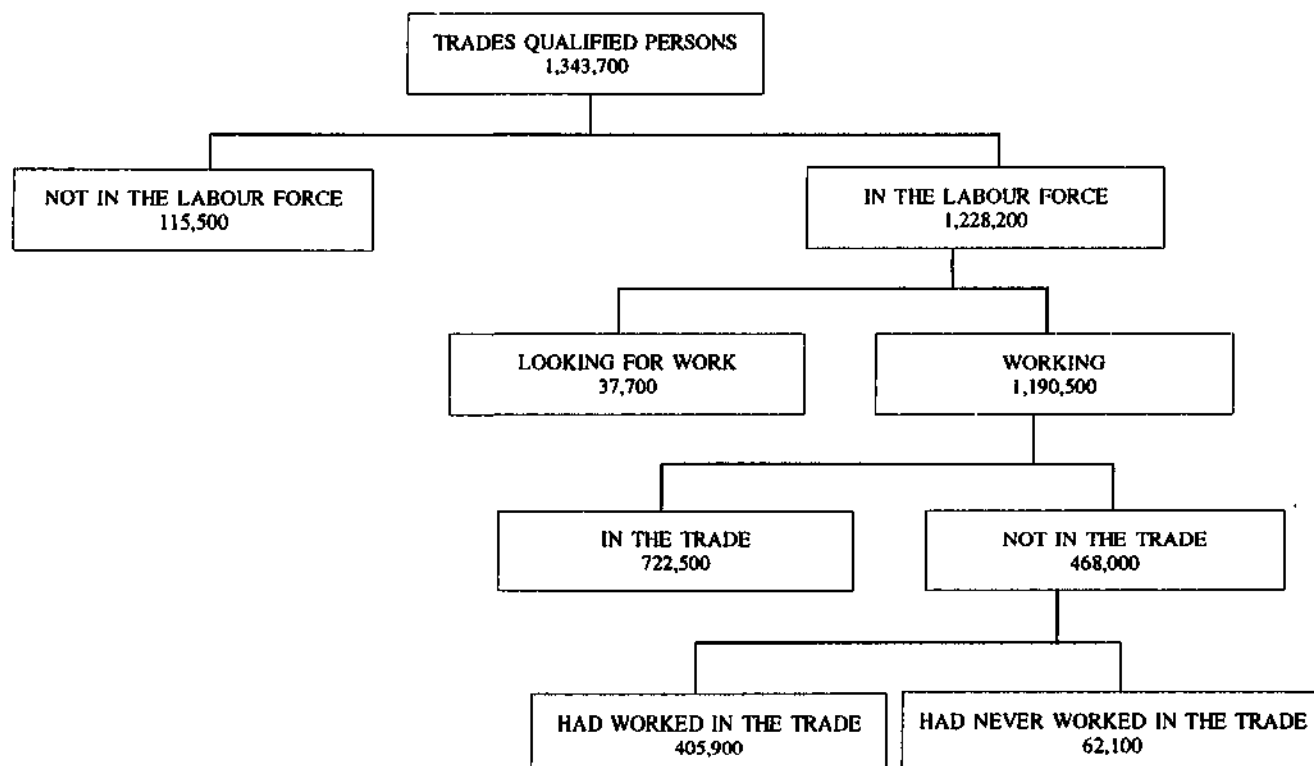 TRADES QUALIFIED PERSONS
1,343,700
NOT IN THE LABOUR FORCE
115,500
IN THE LABOUR FORCE
1,228,200
LOOKING FOR WORK
37,700
WORKING
1,190,500
IN THE TRADE
722,500
NOT IN THE TRADE
468,000
HAD WORKED IN THE TRADE
405,900
HAD NEVER WORKED IN THE TRADE
62,100